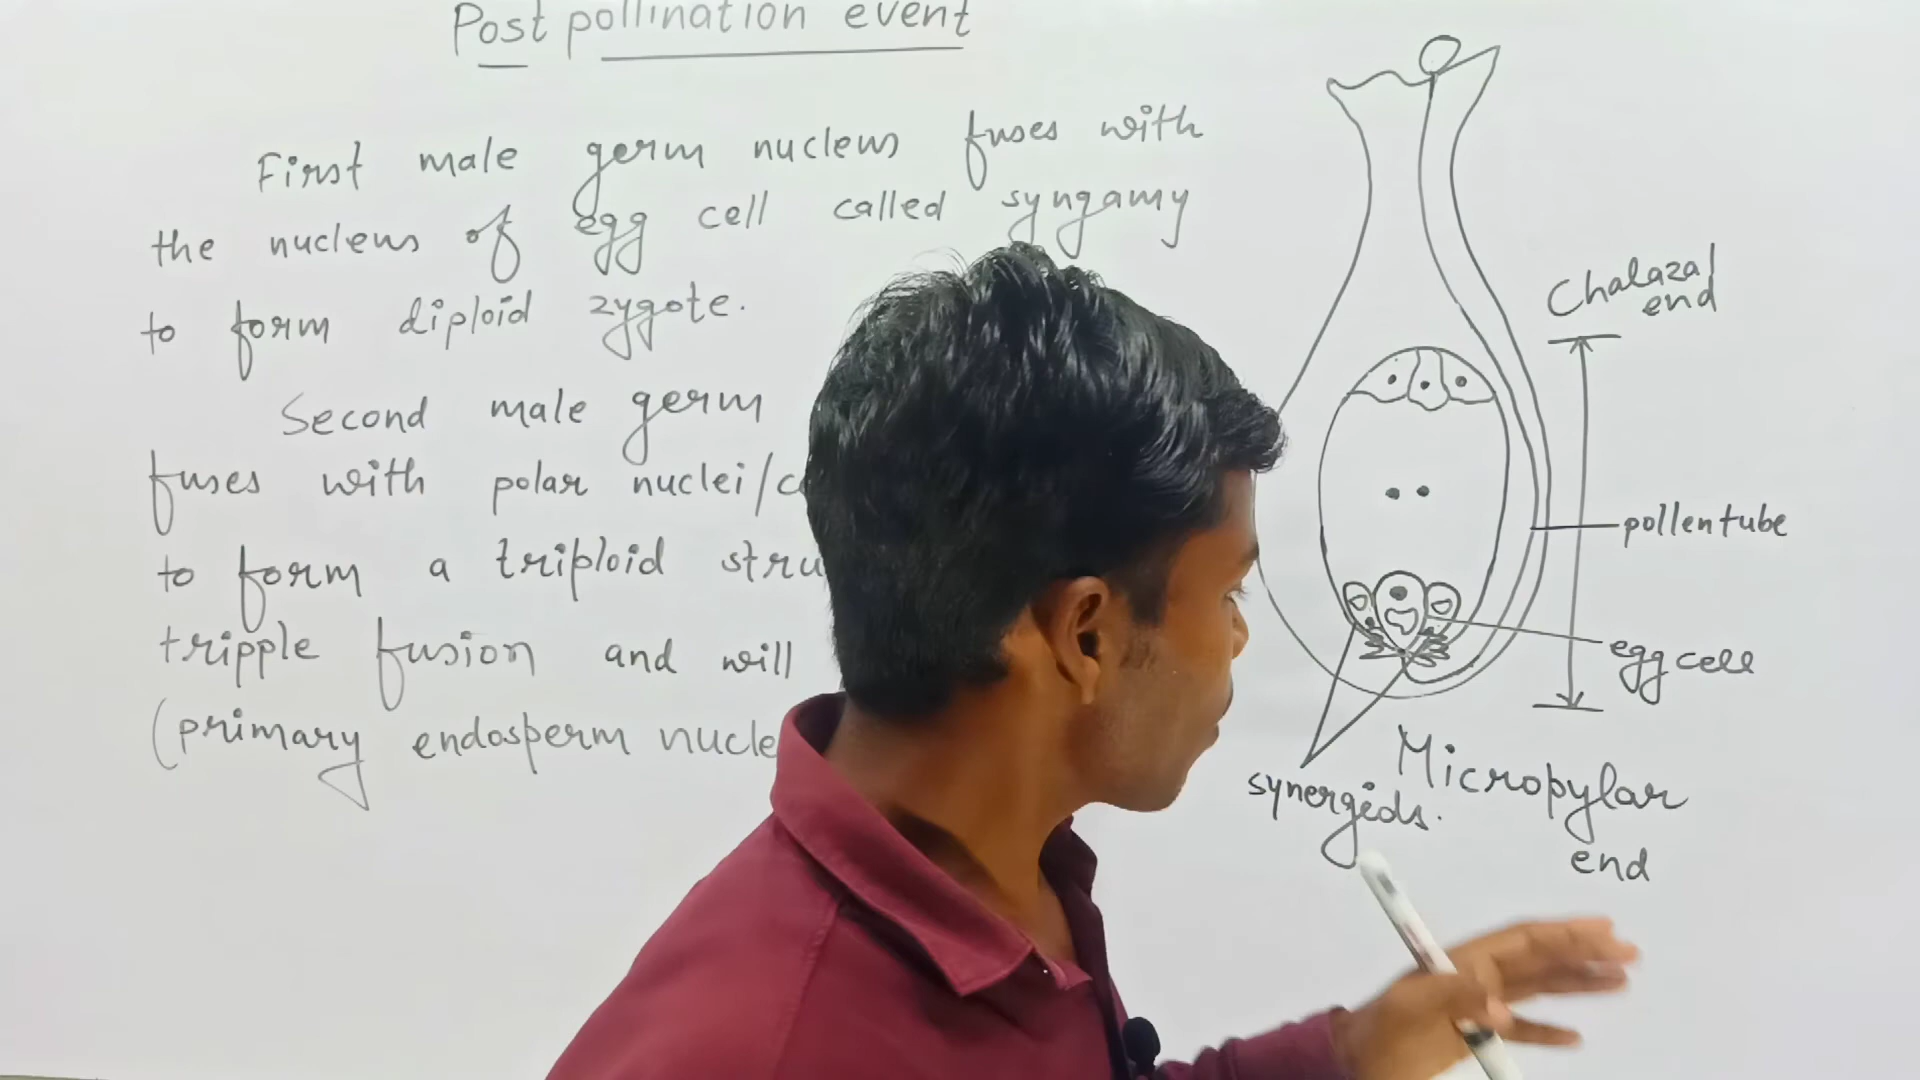 Post pollination event
First male germ nucleus fuses with
the nucleus of egg cell called syngamy
to form diploid zygote.
Second male germ
fuses with polar nuclei/
to form a triploid
tripple fusion and will
(primary endosperm
Chalazal
end
pollentube
egg cell
synergids.
Micropylar
end